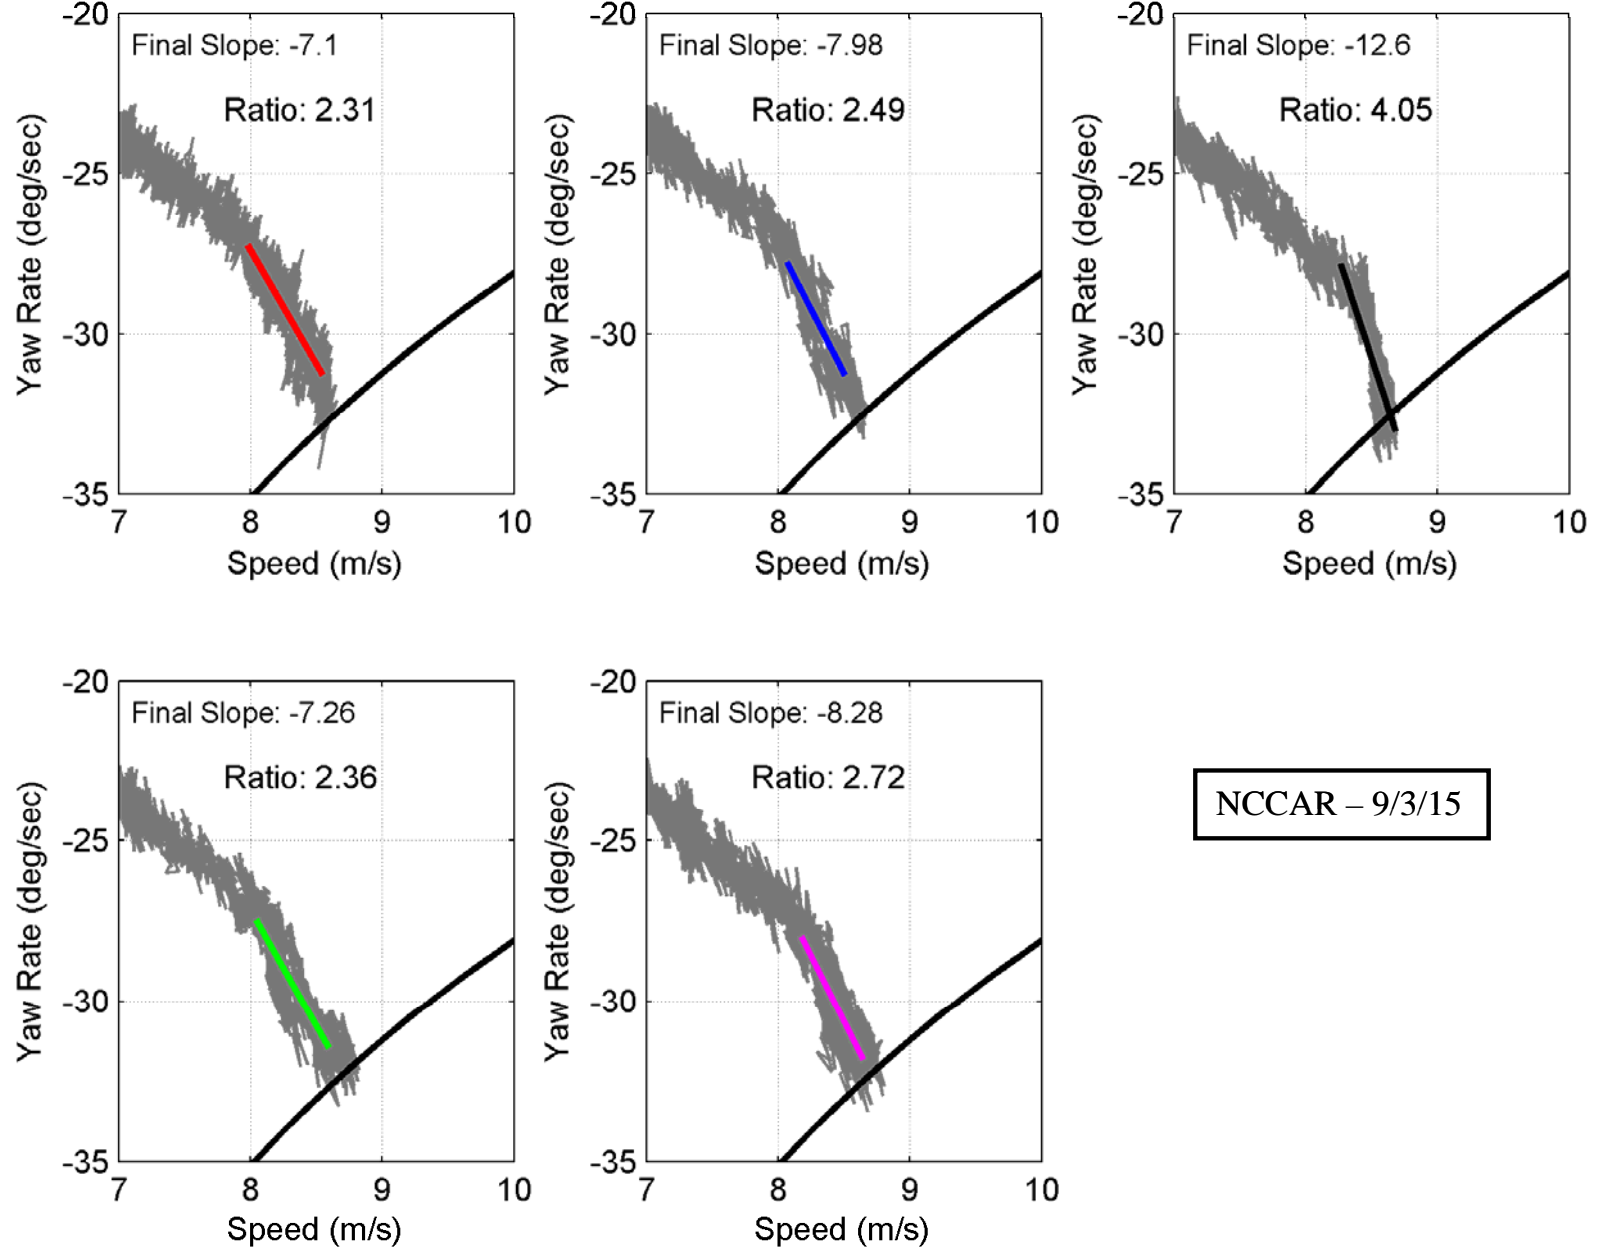 -20
Final Slope: -7.1
Ratio: 2.31
-25
-30
-35
7 8 9 10
Yaw Rate (deg/sec)
Speed (m/s)
-20
Final Slope: -7.98
Ratio: 2.49
-25
-30
-35
7 8 9 10
Yaw Rate (deg/sec)
Speed (m/s)
-20
Final Slope: -12.6
Ratio: 4.05
-25
-30
-35
7 8 9 10
Yaw Rate (deg/sec)
Speed (m/s)
-20
Final Slope: -7.26
Ratio: 2.36
-25
-30
-35
7 8 9 10
Yaw Rate (deg/sec)
Speed (m/s)
-20
Final Slope: -8.28
Ratio: 2.72
-25
-30
-35
7 8 9 10
Yaw Rate (deg/sec)
Speed (m/s)
NCCAR – 9/3/15